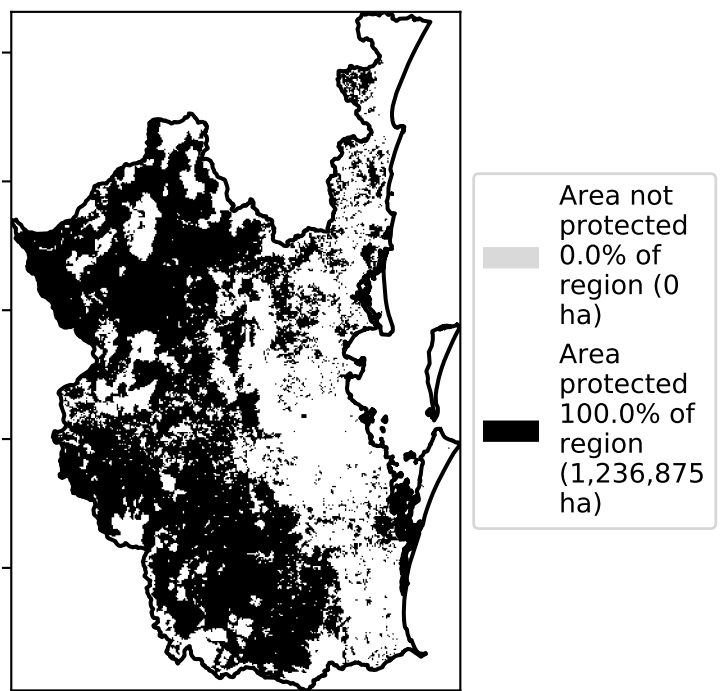 Area not
protected
0.0% of
region (0
ha)
Area
protected
100.0% of
region
(1,236,875
ha)